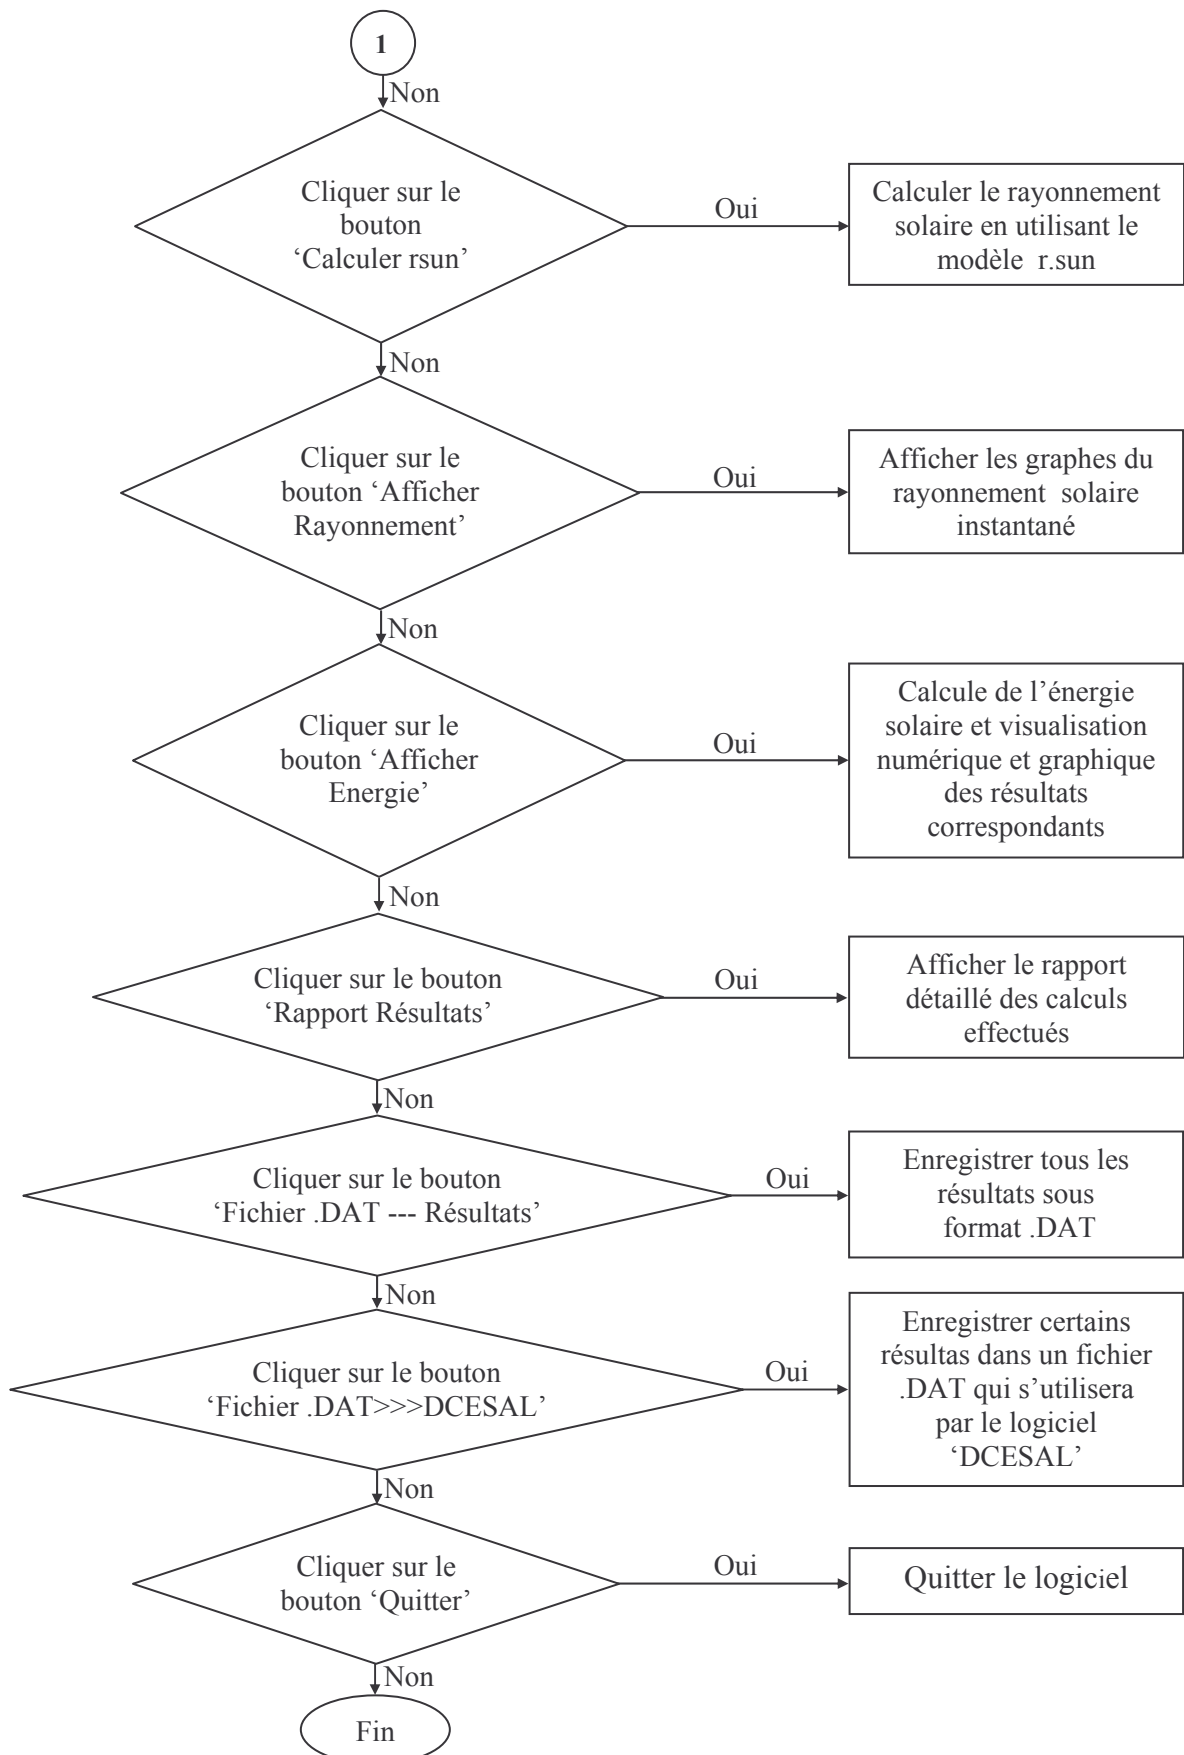 1
Non
Cliquer sur le
bouton
‘Calculer rsun’
Oui
Calculer le rayonnement
solaire en utilisant le
modèle r.sun
Non
Cliquer sur le
bouton ‘Afficher
Rayonnement’
Oui
Afficher les graphes du
rayonnement solaire
instantané
Non
Cliquer sur le
bouton ‘Afficher
Energie’
Oui
Calcule de l’énergie
solaire et visualisation
numérique et graphique
des résultats
correspondants
Non
Cliquer sur le bouton
‘Rapport Résultats’
Oui
Afficher le rapport
détaillé des calculs
effectués
Non
Cliquer sur le bouton
‘Fichier .DAT --- Résultats’
Oui
Enregistrer tous les
résultats sous
format .DAT
Non
Cliquer sur le bouton
‘Fichier .DAT>>>DCESAL’
Oui
Enregistrer certains
résultas dans un fichier
.DAT qui s’utilisera
par le logiciel
‘DCESAL’
Non
Cliquer sur le
bouton ‘Quitter’
Oui
Quitter le logiciel
Non
Fin